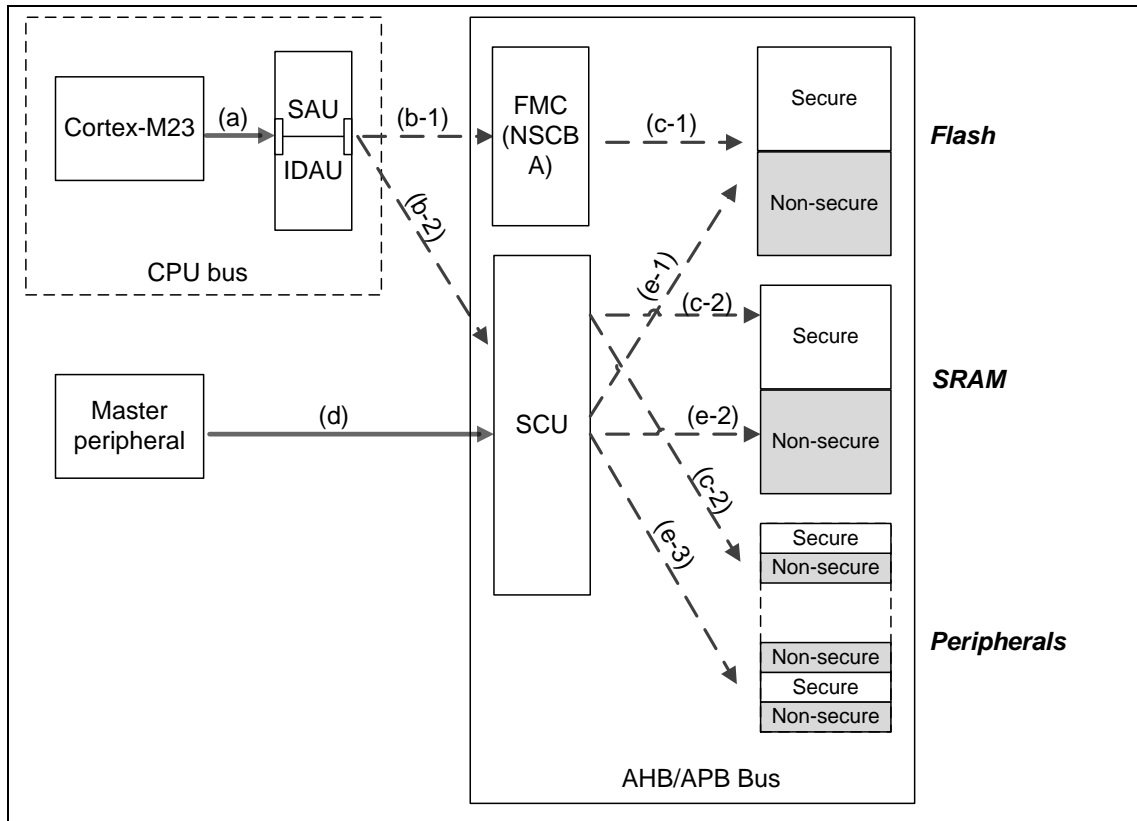 Cortex-M23
(a)
SAU
IDAU
CPU bus
(b-1)
(b-2)
FMC
(NSCB
A)
(c-1)
Secure
Non-secure
Flash
Master
peripheral
(d)
SCU
(e-1)
(c-2)
Secure
(e-2)
Non-secure
SRAM
(c-2)
(e-3)
Secure
Non-secure
Non-secure
Secure
Non-secure
Peripherals
AHB/APB Bus